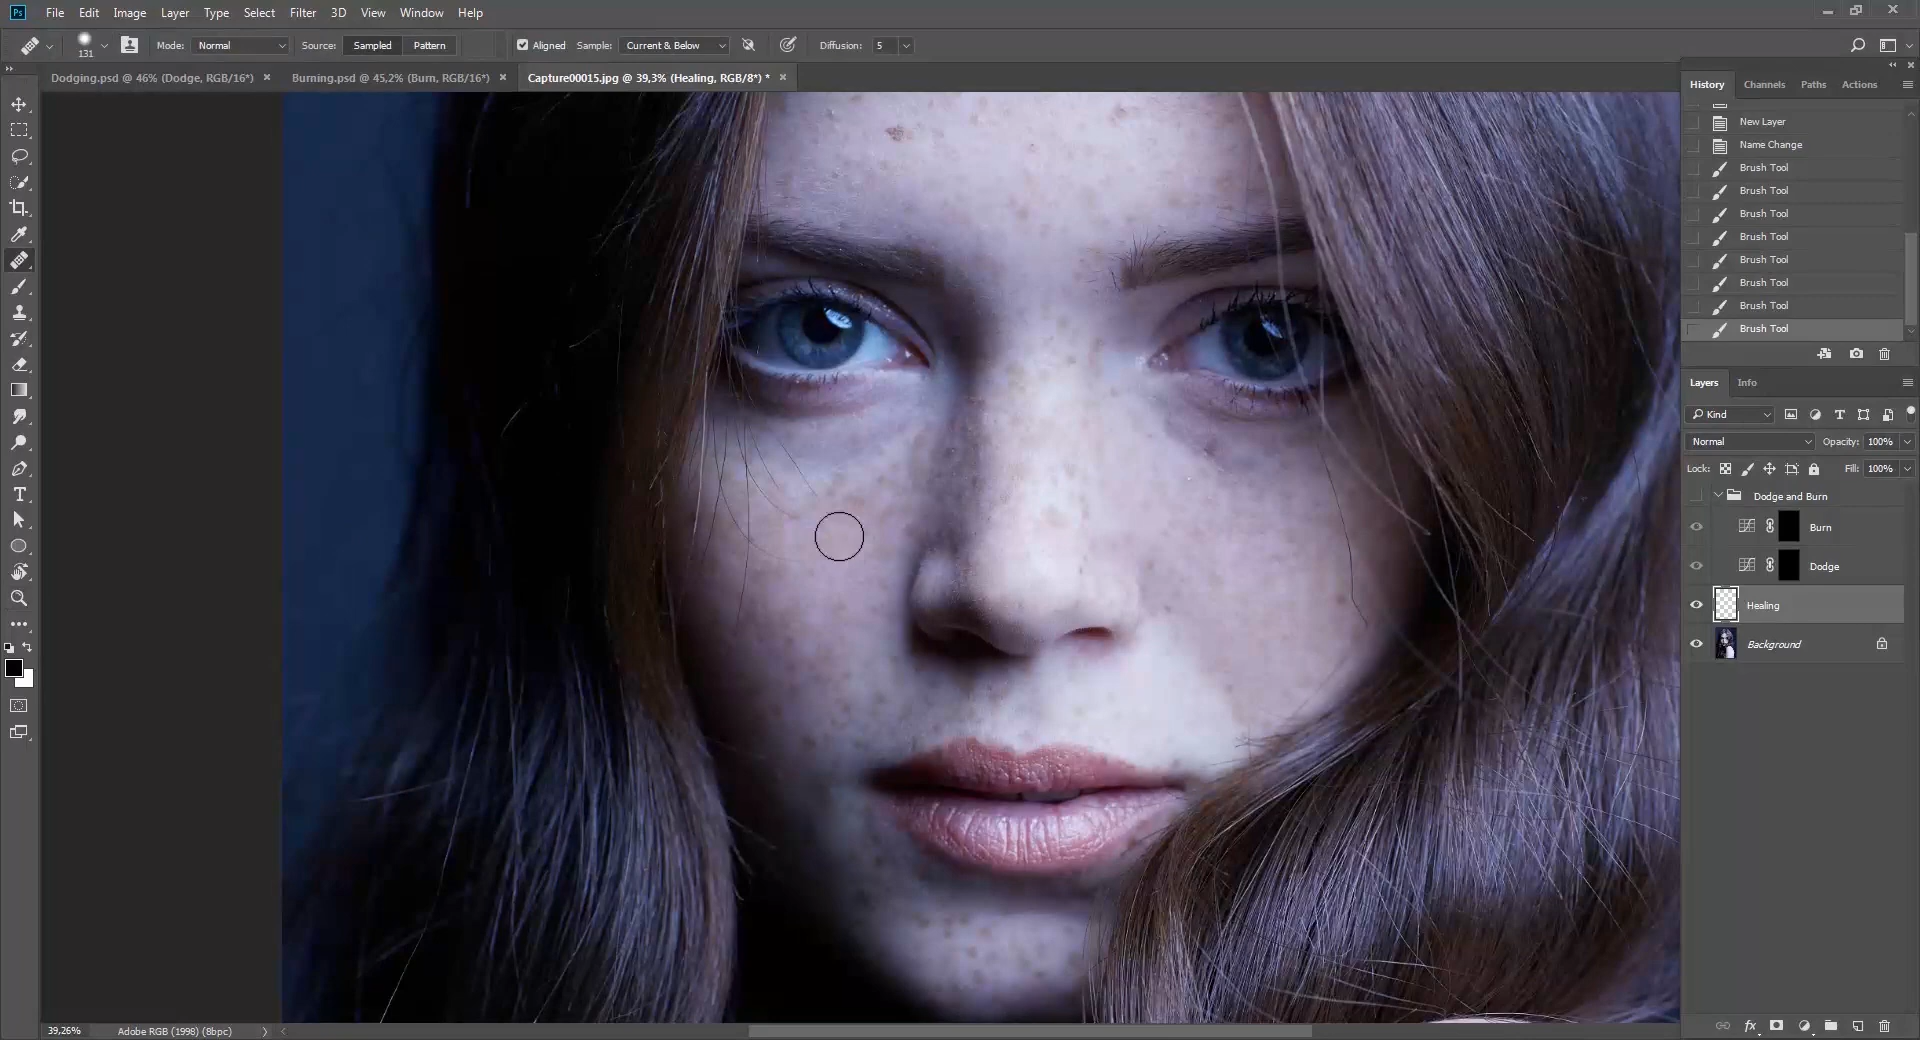 Ps File Edit Image Layer Type Select Filter 3D View Window Help
131 Mode: Normal Source: Sampled Pattern Aligned Sample: Current & Below Diffusion: 5
Dodging.psd @ 46% (Dodge, RGB/16*) Burning.psd @ 45,2% (Burn, RGB/16*) Capture00015.jpg @ 39,3% (Healing, RGB/8*) *
History Channels Paths Actions
New Layer
Name Change
Brush Tool
Brush Tool
Brush Tool
Brush Tool
Brush Tool
Brush Tool
Brush Tool
Brush Tool
Layers Info
Kind
Normal Opacity: 100%
Lock: Fill: 100%
Dodge and Burn
Burn
Dodge
Healing
Background
39,26% Adobe RGB (1998) (8bpc)
fx